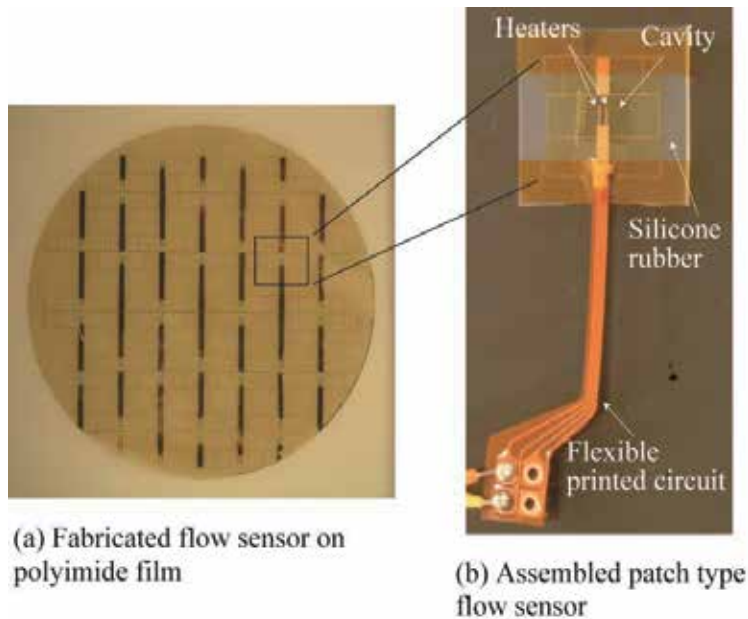 Heaters
Cavity
Silicone
rubber
Flexible
printed circuit
(a) Fabricated flow sensor on
polyimide film
(b) Assembled patch type
flow sensor